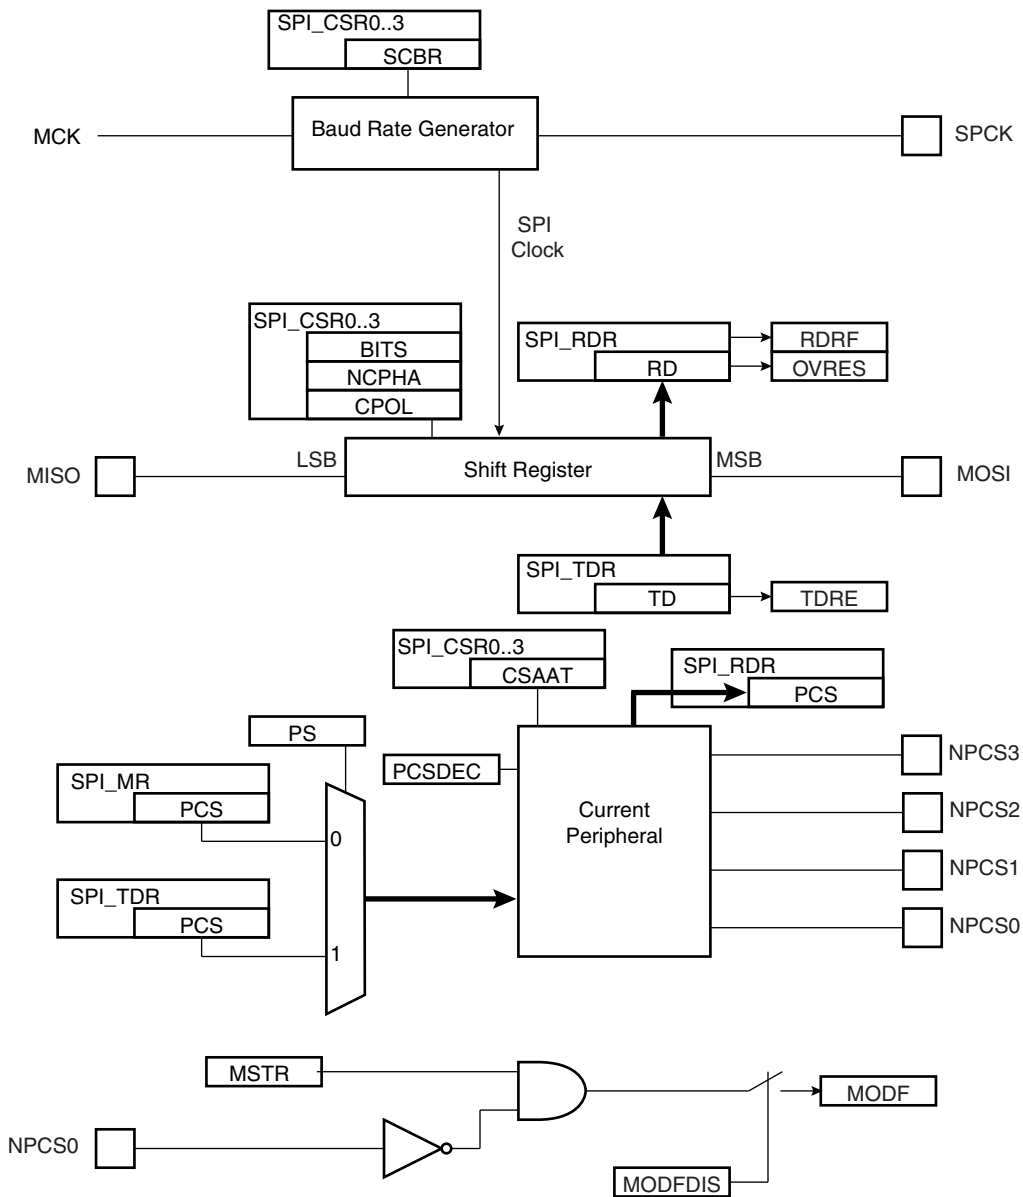 SPI_CSR0..3
SCBR
MCK
Baud Rate Generator
SPCK
SPI
Clock
SPI_CSR0..3
BITS
NCPHA
CPOL
SPI_RDR
RD
RDRF
OVRES
MISO
LSB
Shift Register
MSB
MOSI
SPI_TDR
TD
TDRE
SPI_CSR0..3
CSAAT
SPI_RDR
PCS
PS
PCSDEC
SPI_MR
PCS
0
SPI_TDR
PCS
1
Current
Peripheral
NPCS3
NPCS2
NPCS1
NPCS0
MSTR
MODF
NPCS0
MODFDIS